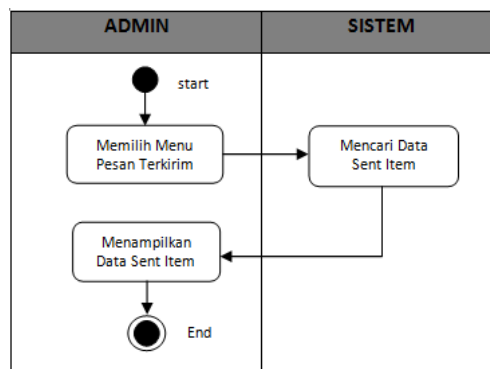 ADMIN
SISTEM
start
Memilih Menu
Pesan Terkirim
Mencari Data
Sent Item
Menampilkan
Data Sent Item
End